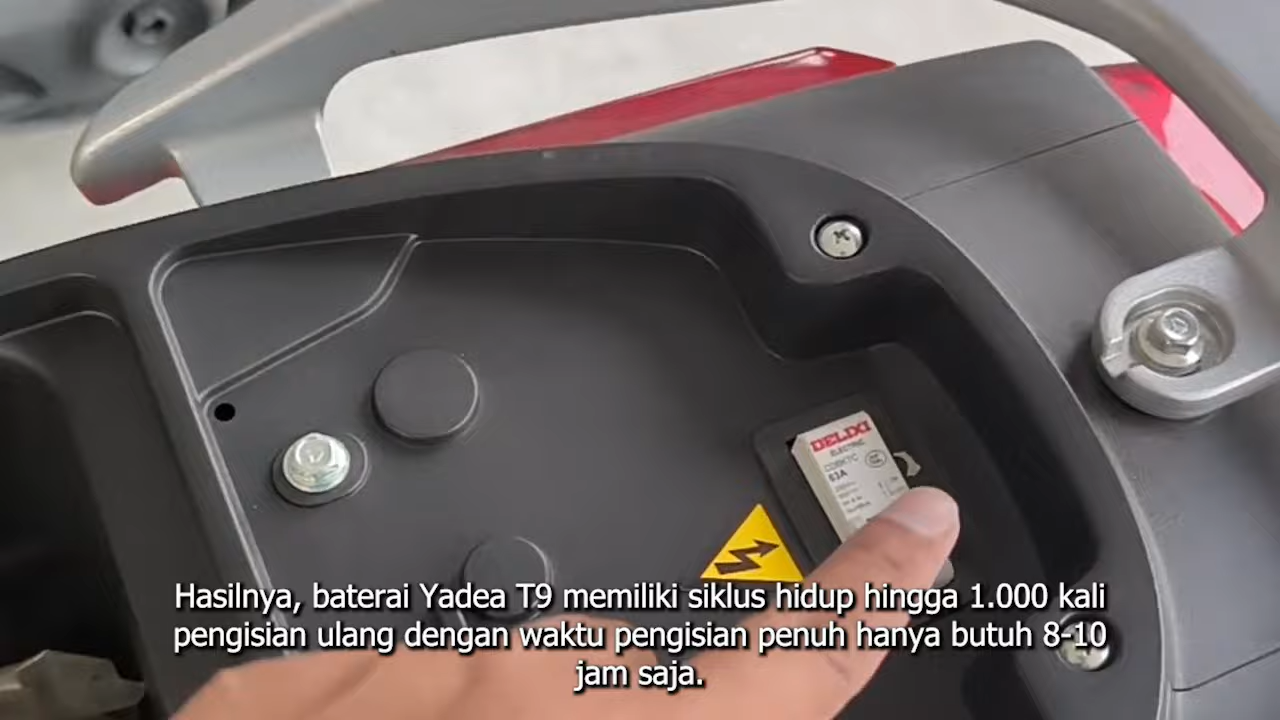 DELIXI
ELECTRIC
63A
Hasilnya, baterai Yadea T9 memiliki siklus hidup hingga 1.000 kali
pengisian ulang dengan waktu pengisian penuh hanya butuh 8-10
jam saja.